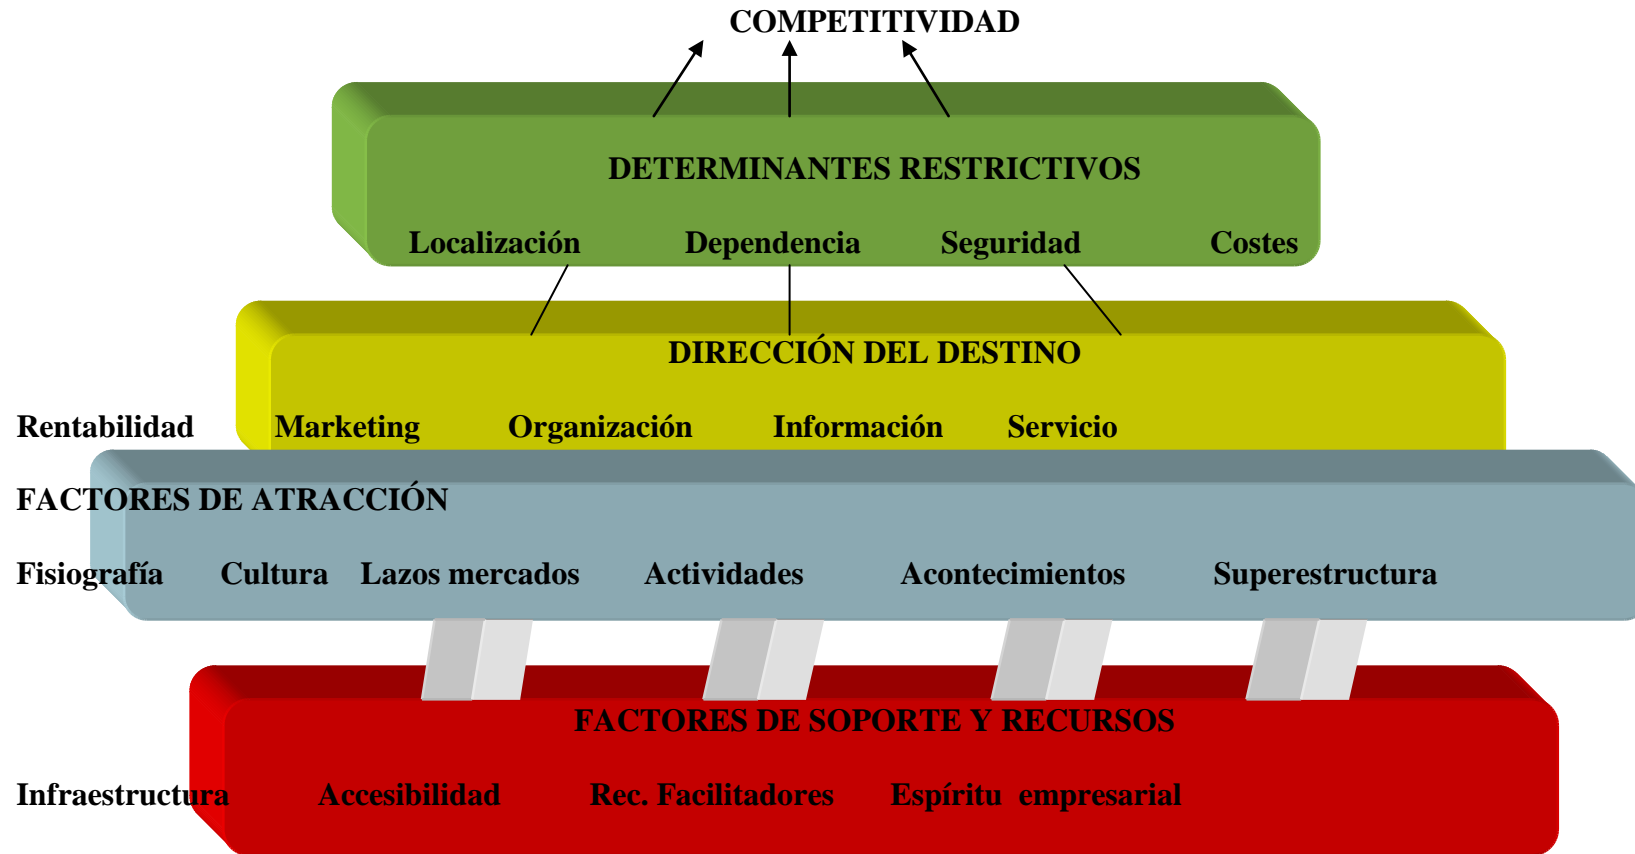 COMPETITIVIDAD
DETERMINANTES RESTRICTIVOS
Localización Dependencia Seguridad Costes
DIRECCIÓN DEL DESTINO
Rentabilidad Marketing Organización Información Servicio
FACTORES DE ATRACCIÓN
Fisiografía Cultura Lazos mercados Actividades Acontecimientos Superestructura
FACTORES DE SOPORTE Y RECURSOS
Infraestructura Accesibilidad Rec. Facilitadores Espíritu empresarial